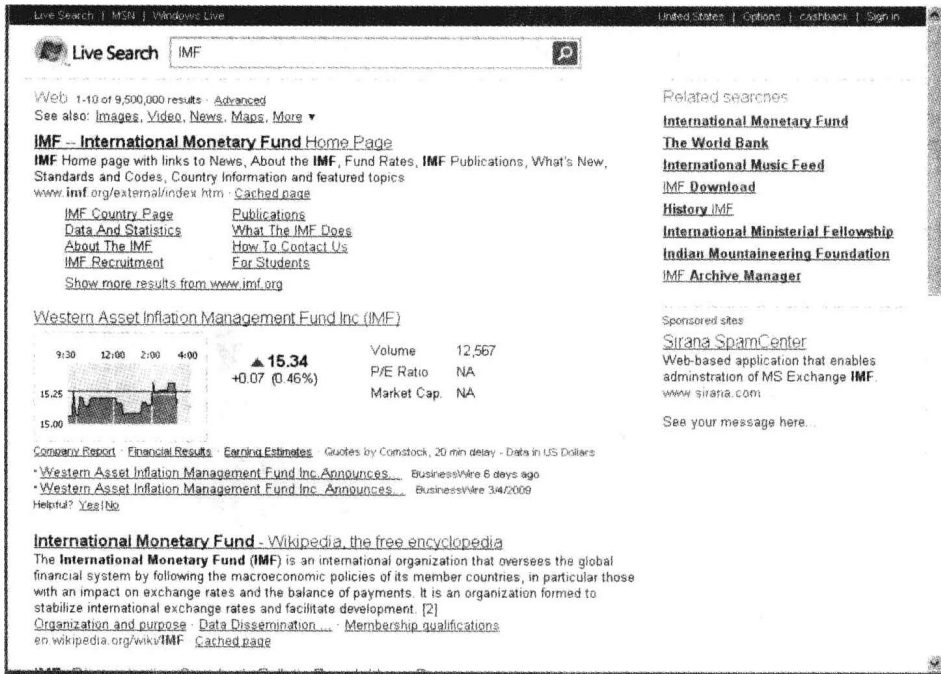 Live Search | MSN | Windows Live
United States | Options | cashback | Sign in
Live Search
IMF
Web 1-10 of 9,500,000 results · Advanced
See also: Images, Video, News, Maps, More ▾
IMF -- International Monetary Fund Home Page
IMF Home page with links to News, About the IMF, Fund Rates, IMF Publications, What's New,
Standards and Codes, Country Information and featured topics
www.imf.org/external/index.htm · Cached page
IMF Country Page Publications
Data And Statistics What The IMF Does
About The IMF How To Contact Us
IMF Recruitment For Students
Show more results from www.imf.org
Western Asset Inflation Management Fund Inc (IMF)
9:30 12:00 2:00 4:00
15.25
15.00
▲ 15.34
+0.07 (0.46%)
Volume 12,567
P/E Ratio NA
Market Cap. NA
Company Report · Financial Results · Earning Estimates · Quotes by Comstock, 20 min delay - Data in US Dollars
Western Asset Inflation Management Fund Inc. Announces... BusinessWire 6 days ago
Western Asset Inflation Management Fund Inc. Announces... BusinessWire 3/4/2009
Helpful? Yes|No
International Monetary Fund - Wikipedia, the free encyclopedia
The International Monetary Fund (IMF) is an international organization that oversees the global
financial system by following the macroeconomic policies of its member countries, in particular those
with an impact on exchange rates and the balance of payments. It is an organization formed to
stabilize international exchange rates and facilitate development. [2]
Organization and purpose · Data Dissemination ... · Membership qualifications
en.wikipedia.org/wiki/IMF Cached page
Related searches
International Monetary Fund
The World Bank
International Music Feed
IMF Download
History IMF
International Ministerial Fellowship
Indian Mountaineering Foundation
IMF Archive Manager
Sponsored sites
Sirana SpamCenter
Web-based application that enables
adminstration of MS Exchange IMF.
www.sirana.com
See your message here...